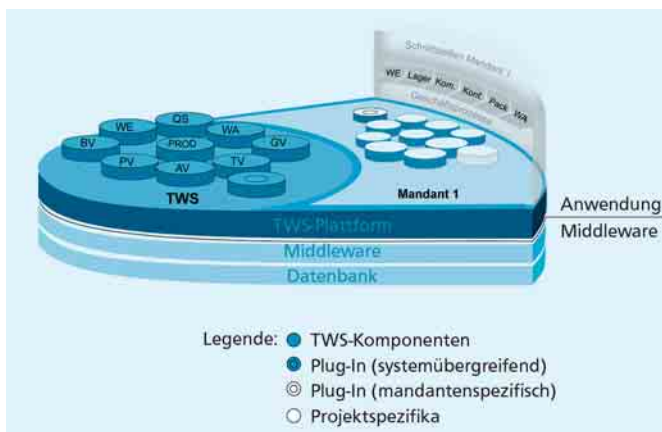 Schnittstellen Mandant 1
WE Lager Kom. Kont. Pack WA
Geschäftsprozesse
QS
WE WA
BV PROD GV
PV AV TV
TWS
Mandant 1
TWS-Plattform
Anwendung
Middleware
Middleware
Datenbank
Legende: TWS-Komponenten
Plug-In (systemübergreifend)
Plug-In (mandantenspezifisch)
Projektspezifika